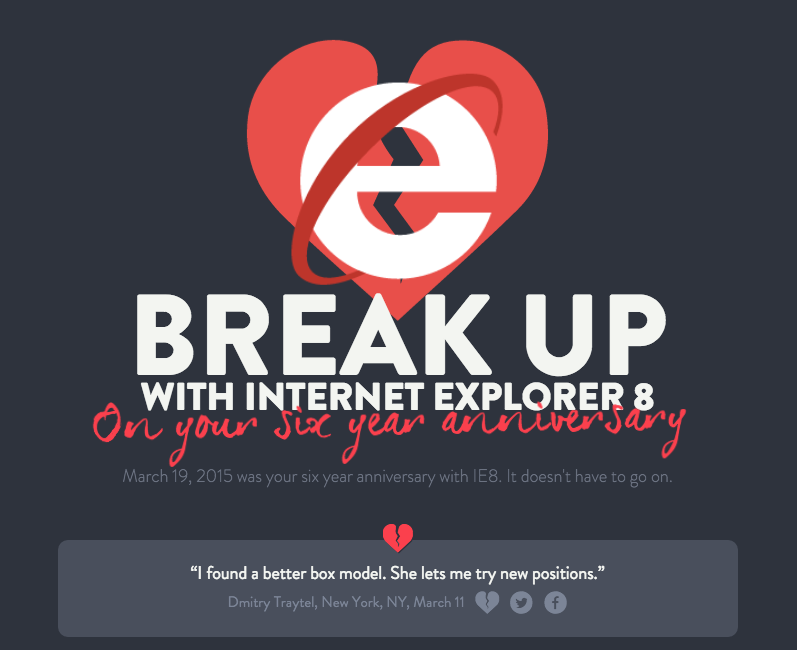 BREAK UP
WITH INTERNET EXPLORER 8
On your six year anniversary
March 19, 2015 was your six year anniversary with IE8. It doesn't have to go on.
“I found a better box model. She lets me try new positions.”
Dmitry Traytel, New York, NY, March 11